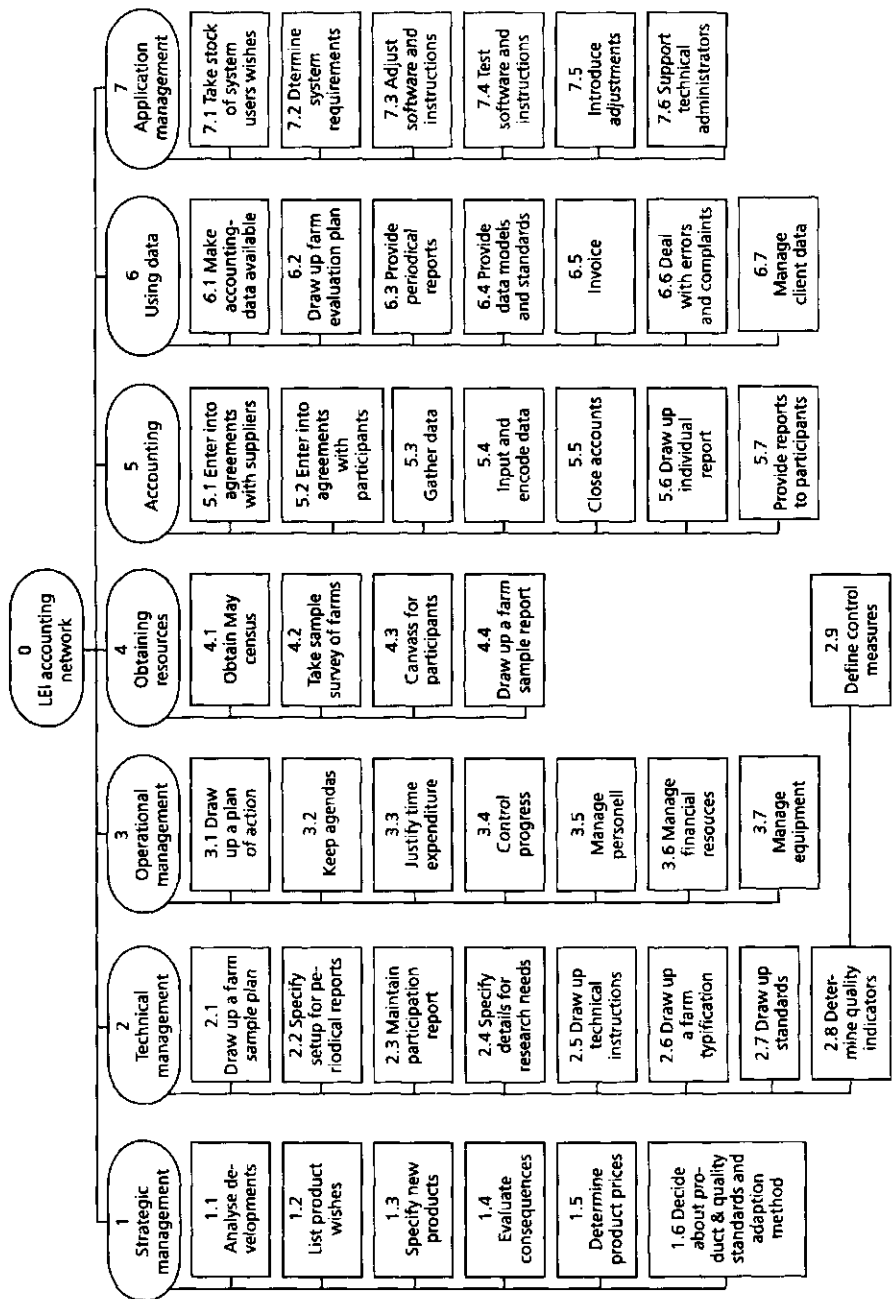 0
LEI accounting
network
1
Strategic
management
1.1
Analyse de-
velopments
1.2
List product
wishes
1.3
Specify new
products
1.4
Evaluate
consequences
1.5
Determine
product prices
1.6 Decide
about pro-
duct & quality
standards and
adaption
method
2
Technical
management
2.1
Draw up a farm
sample plan
2.2 Specify
setup for pe-
riodical reports
2.3 Maintain
participation
report
2.4 Specify
details for
research needs
2.5 Draw up
technical
instructions
2.6 Draw up
a farm
typification
2.7 Draw up
standards
2.8 Deter-
mine quality
indicators
2.9
Define control
measures
3
Operational
management
3.1 Draw
up a plan
of action
3.2
Keep agendas
3.3
Justify time
expenditure
3.4
Control
progress
3.5
Manage
personell
3.6 Manage
financial
resouces
3.7
Manage
equipment
4
Obtaining
resources
4.1
Obtain May
census
4.2
Take sample
survey of farms
4.3
Canvass for
participants
4.4
Draw up a farm
sample report
5
Accounting
5.1 Enter into
agreements
with suppliers
5.2 Enter into
agreements
with
participants
5.3
Gather data
5.4
Input and
encode data
5.5
Close accounts
5.6 Draw up
individual
report
5.7
Provide reports
to participants
6
Using data
6.1 Make
accounting-
data available
6.2
Draw up farm
evaluation plan
6.3 Provide
periodical
reports
6.4 Provide
data models
and standards
6.5
Invoice
6.6 Deal
with errors
and complaints
6.7
Manage
client data
7
Application
management
7.1 Take stock
of system
users wishes
7.2 Dtermine
system
requirements
7.3 Adjust
software and
instructions
7.4 Test
software and
instructions
7.5
Introduce
adjustments
7.6 Support
technical
administrators